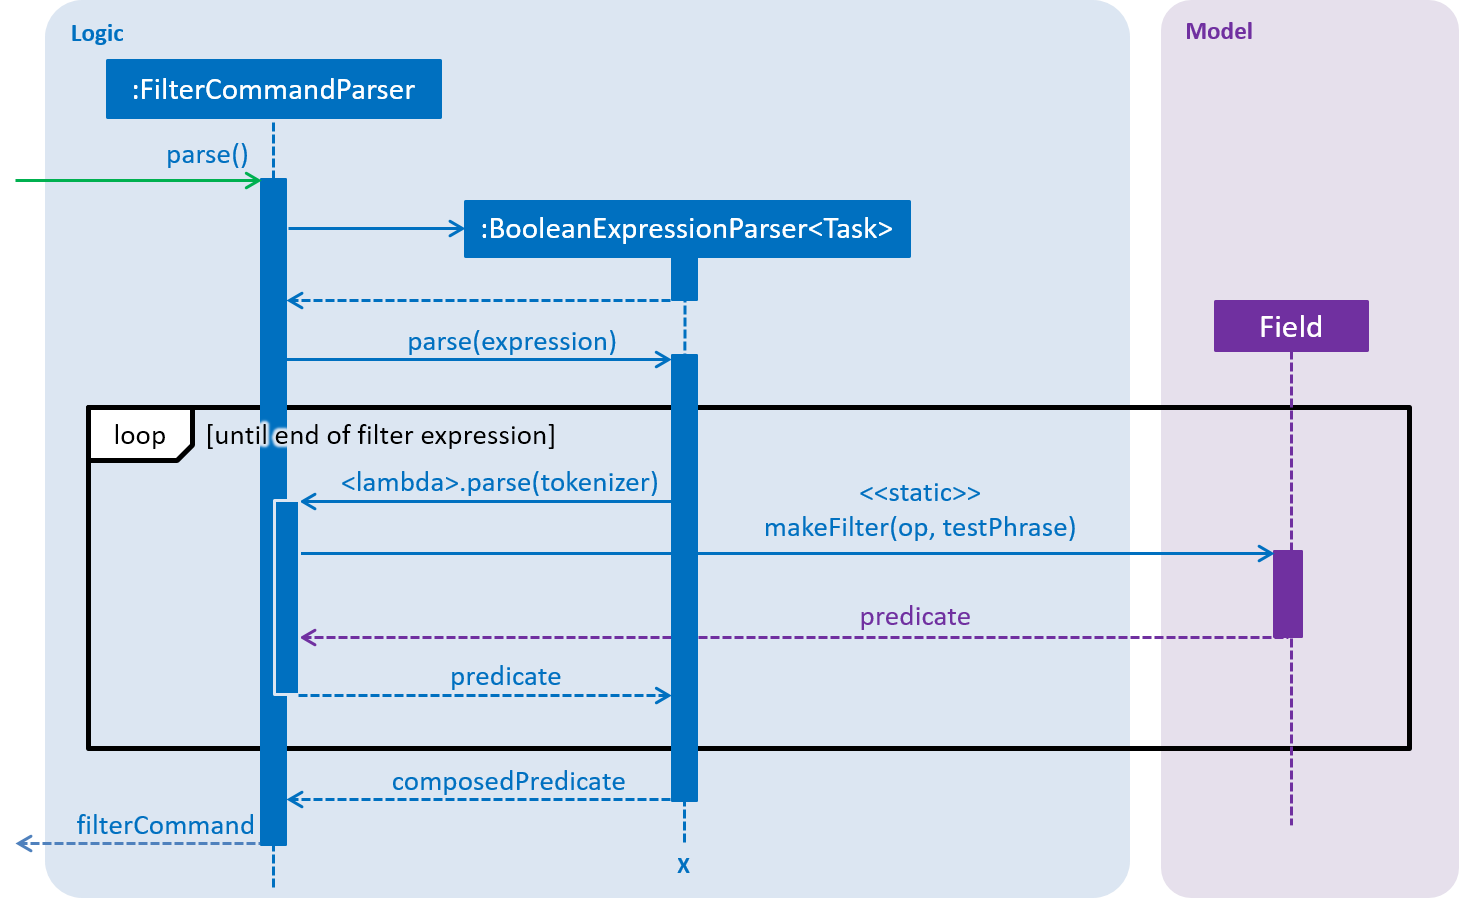 Logic
Model
:FilterCommandParser
parse()
:BooleanExpressionParser<Task>
Field
parse(expression)
loop
[until end of filter expression]
<lambda>.parse(tokenizer)
<<static>>
makeFilter(op, testPhrase)
predicate
predicate
composedPredicate
filterCommand
X